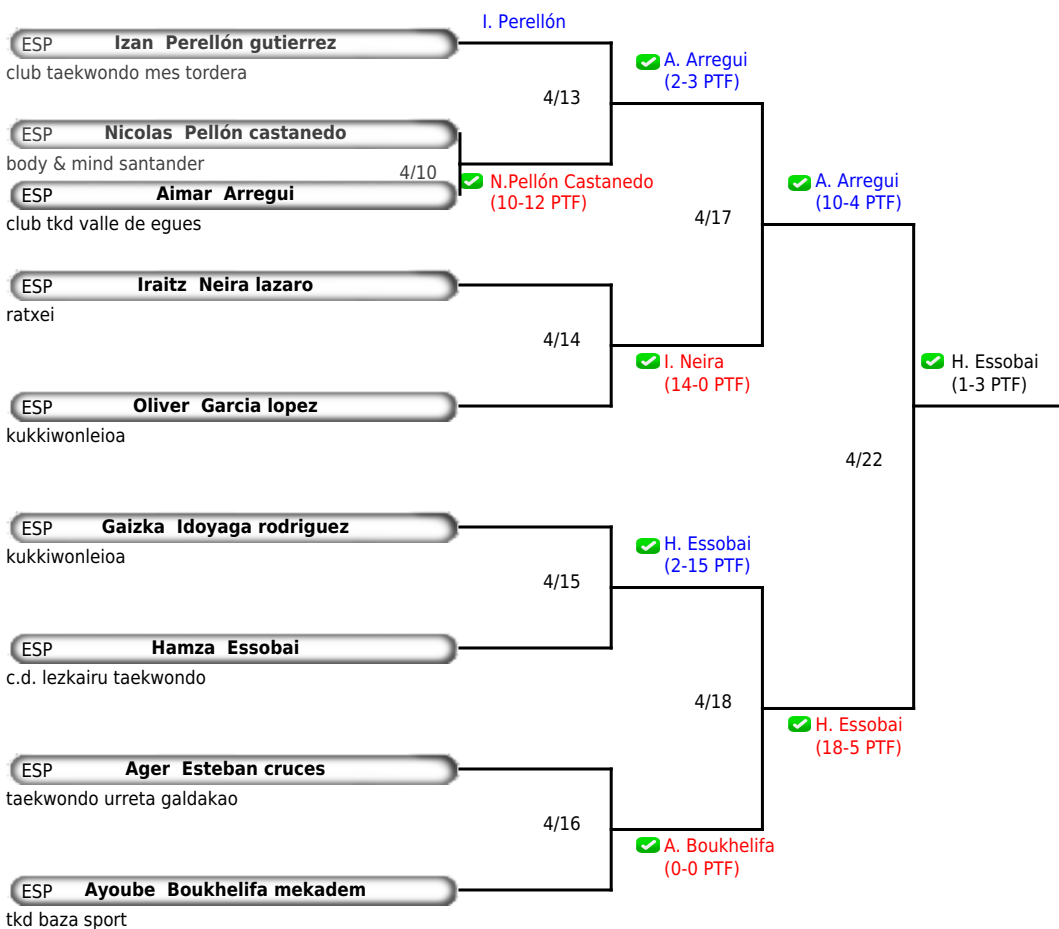 I. Perellón
ESP Izan Perellón gutierrez
club taekwondo mes tordera
A. Arregui
(2-3 PTF)
4/13
ESP Nicolas Pellón castanedo
body & mind santander
4/10
N.Pellón Castanedo
(10-12 PTF)
ESP Aimar Arregui
club tkd valle de egues
A. Arregui
(10-4 PTF)
4/17
ESP Iraitz Neira lazaro
ratxei
4/14
I. Neira
(14-0 PTF)
H. Essobai
(1-3 PTF)
ESP Oliver Garcia lopez
kukkiwonleioa
4/22
ESP Gaizka Idoyaga rodriguez
kukkiwonleioa
H. Essobai
(2-15 PTF)
4/15
ESP Hamza Essobai
c.d. lezkairu taekwondo
4/18
H. Essobai
(18-5 PTF)
ESP Ager Esteban cruces
taekwondo urreta galdakao
4/16
A. Boukhelifa
(0-0 PTF)
ESP Ayoube Boukhelifa mekadem
tkd baza sport